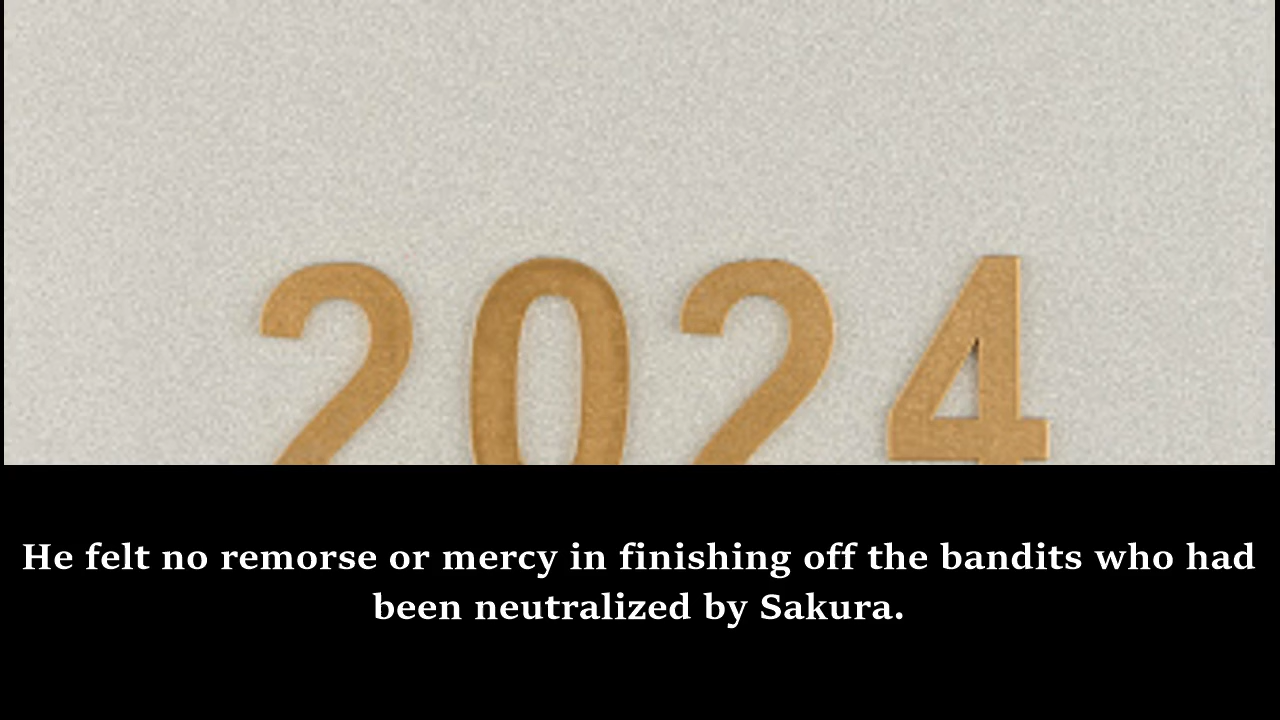 2024
He felt no remorse or mercy in finishing off the bandits who had
been neutralized by Sakura.